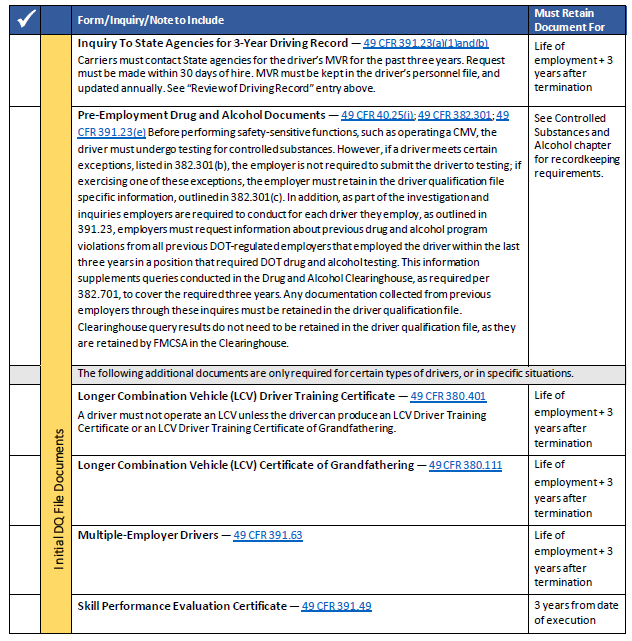 ✓
Form/Inquiry/Note to Include
Must Retain
Document For
Initial DQ File Documents
Inquiry To State Agencies for 3-Year Driving Record — 49 CFR 391.23(a)(1)and(b)
Carriers must contact State agencies for the driver's MVR for the past three years. Request
must be made within 30 days of hire. MVR must be kept in the driver's personnel file, and
updated annually. See "Review of Driving Record" entry above.
Life of
employment + 3
years after
termination
Pre-Employment Drug and Alcohol Documents — 49 CFR 40.25(j); 49 CFR 382.301; 49
CFR 391.23(e) Before performing safety-sensitive functions, such as operating a CMV, the
driver must undergo testing for controlled substances. However, if a driver meets certain
exceptions, listed in 382.301(b), the employer is not required to submit the driver to testing; if
exercising one of these exceptions, the employer must retain in the driver qualification file
specific information, outlined in 382.301(c). In addition, as part of the investigation and
inquiries employers are required to conduct for each driver they employ, as outlined in
391.23, employers must request information about previous drug and alcohol program
violations from all previous DOT-regulated employers that employed the driver within the last
three years in a position that required DOT drug and alcohol testing. This information
supplements queries conducted in the Drug and Alcohol Clearinghouse, as required per
382.701, to cover the required three years. Any documentation collected from previous
employers through these inquires must be retained in the driver qualification file.
Clearinghouse query results do not need to be retained in the driver qualification file, as they
are retained by FMCSA in the Clearinghouse.
See Controlled
Substances and
Alcohol chapter
for recordkeeping
requirements.
The following additional documents are only required for certain types of drivers, or in specific situations.
Longer Combination Vehicle (LCV) Driver Training Certificate — 49 CFR 380.401
A driver must not operate an LCV unless the driver can produce an LCV Driver Training
Certificate or an LCV Driver Training Certificate of Grandfathering.
Life of
employment + 3
years after
termination
Longer Combination Vehicle (LCV) Certificate of Grandfathering — 49 CFR 380.111
Life of
employment + 3
years after
termination
Multiple-Employer Drivers — 49 CFR 391.63
Life of
employment + 3
years after
termination
Skill Performance Evaluation Certificate — 49 CFR 391.49
3 years from date
of execution